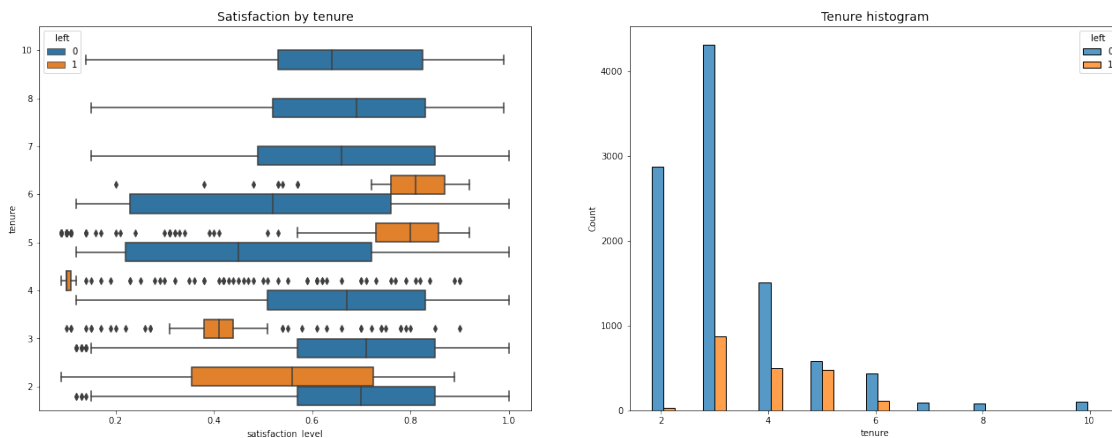 Satisfaction by tenure
left
0
1
10
8
7
6
5
4
3
2
tenure
0.2 0.4 0.6 0.8 1.0
satisfaction_level
Tenure histogram
left
0
1
4000
3000
2000
1000
0
Count
2 4 6 8 10
tenure